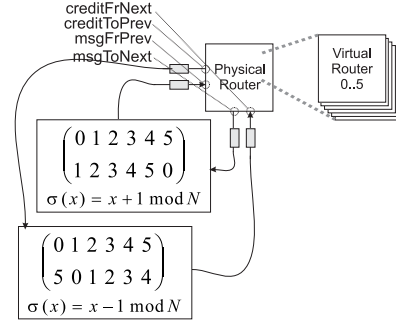 creditFrNext
creditToPrev
msgFrPrev
msgToNext
Physical
Router
Virtual
Router
0..5
0 1 2 3 4 5
1 2 3 4 5 0
σ(x) = x+1 mod N
0 1 2 3 4 5
5 0 1 2 3 4
σ(x) = x−1 mod N